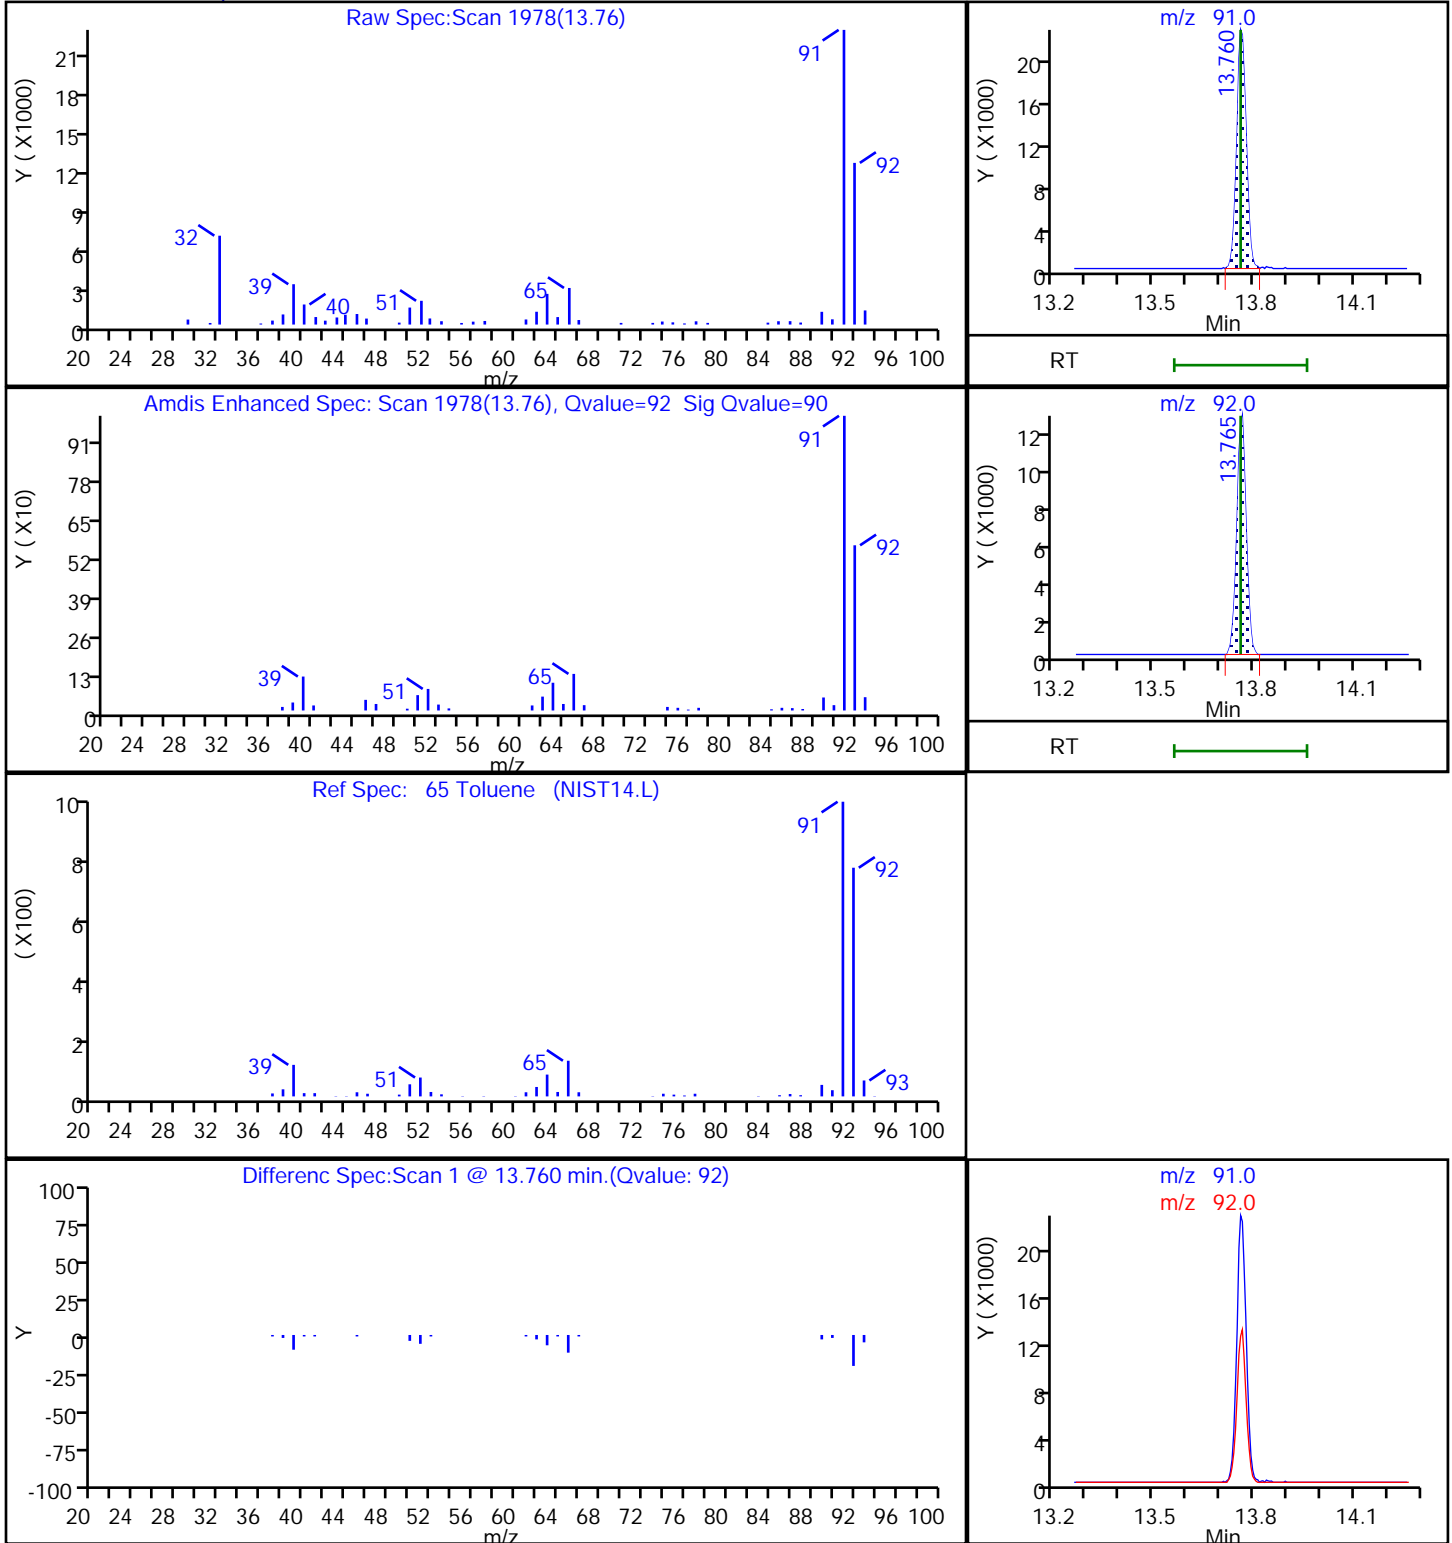 Raw Spec:Scan 1978(13.76)
Y ( X1000)
21
18
15
12
9
6
3
0
91
92
32
39
40
51
65
20 24 28 32 36 40 44 48 52 56 60 64 68 72 76 80 84 88 92 96 100
m/z
m/z 91.0
Y ( X1000)
20
16
12
8
4
0
13.760
13.2 13.5 13.8 14.1
Min
RT
Amdis Enhanced Spec: Scan 1978(13.76), Qvalue=92 Sig Qvalue=90
Y ( X10)
91
78
65
52
39
26
13
0
91
92
39
51
65
20 24 28 32 36 40 44 48 52 56 60 64 68 72 76 80 84 88 92 96 100
m/z
m/z 92.0
Y ( X1000)
12
10
8
6
4
2
0
13.765
13.2 13.5 13.8 14.1
Min
RT
Ref Spec: 65 Toluene (NIST14.L)
( X100)
10
8
6
4
2
0
91
92
39
51
65
93
20 24 28 32 36 40 44 48 52 56 60 64 68 72 76 80 84 88 92 96 100
m/z
Differenc Spec:Scan 1 @ 13.760 min.(Qvalue: 92)
Y
100
75
50
25
0
-25
-50
-75
-100
20 24 28 32 36 40 44 48 52 56 60 64 68 72 76 80 84 88 92 96 100
m/z
m/z 91.0
m/z 92.0
Y ( X1000)
20
16
12
8
4
0
13.2 13.5 13.8 14.1
Min